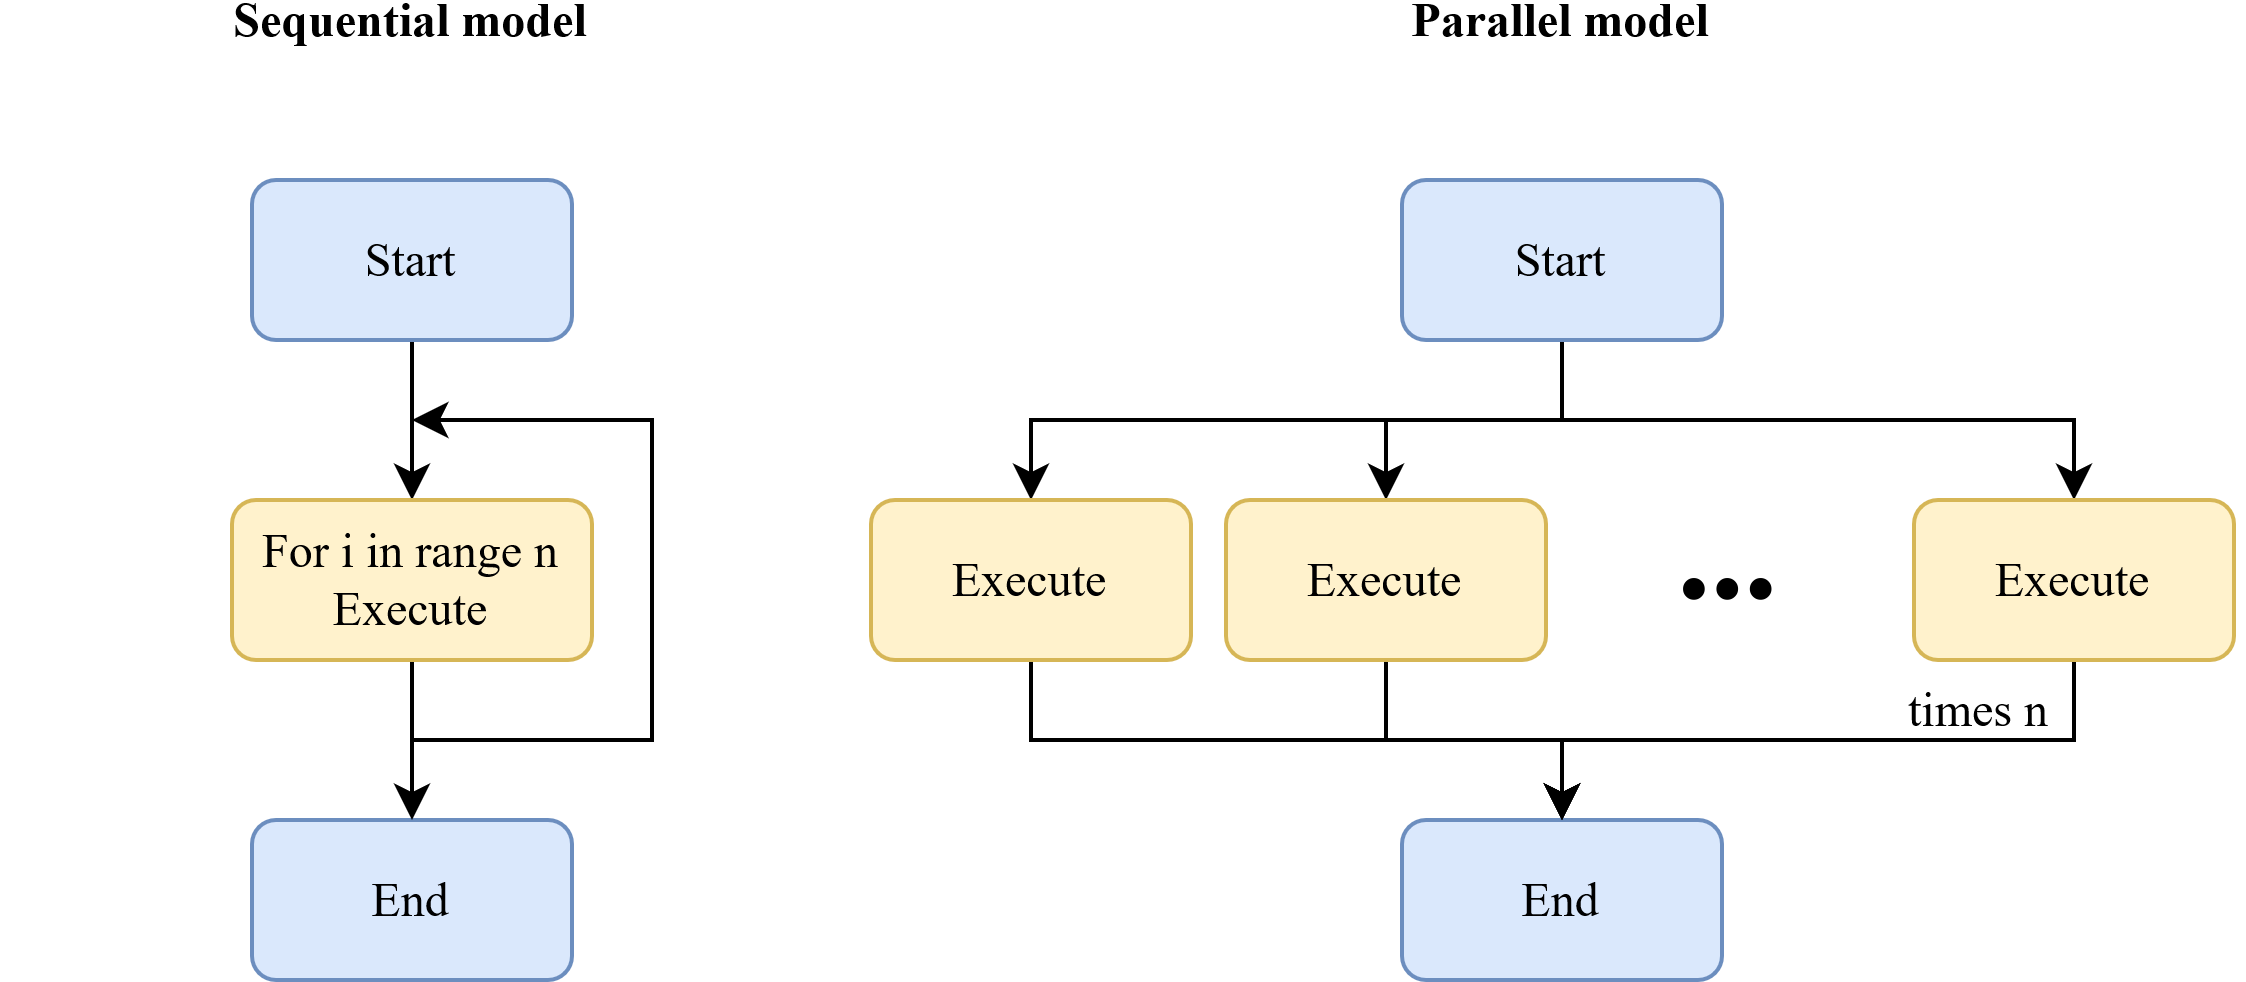 Sequential model
Start
For i in range n
Execute
End
Parallel model
Start
Execute
Execute
•••
Execute
times n
End